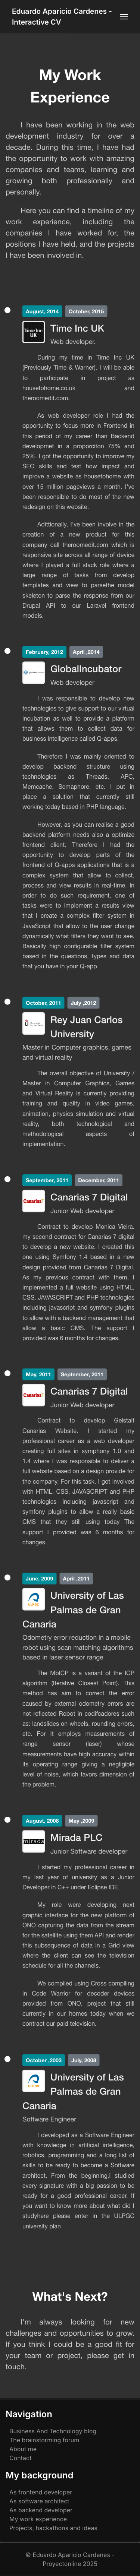 Eduardo Aparicio Cardenes -
Interactive CV
My Work
Experience
I have been working in the web
development industry for over a
decade. During this time, I have had
the opportunity to work with amazing
companies and teams, learning and
growing both professionally and
personally.
Here you can find a timeline of my
work experience, including the
companies I have worked for, the
positions I have held, and the projects
I have been involved in.
August, 2014
October, 2015
Time Inc UK
Web developer.
During my time in Time Inc UK
(Previously Time & Warner). I will be able
to participate in project as
housetohome.co.uk and
theroomedit.com.
As web developer role I had the
opportunity to focus more in Frontend in
this period of my career than Backend
development in a proporcition 75% and
25%. I got the opportunity to improve my
SEO skills and test how impact and
improve a website as housetohome with
over 15 million pageviews a month. I've
been responsible to do most of the new
redesign on this website.
Adittionally, I've been involve in the
creation of a new product for this
company call theroomedit.com which is
responsive site across all range of device
where I played a full stack role where a
large range of tasks from develop
templates and view to parsethe model
skeleton to parse the response from our
Drupal API to our Laravel frontend
models.
February, 2012
April ,2014
GlobalIncubator
Web developer
I was responsible to develop new
technologies to give support to our virtual
incubation as well to provide a platform
that allows them to collect data for
business intelligence called Q-apps.
Therefore I was mainly oriented to
develop backend structure using
technologies as Threads, APC,
Memcache, Semaphores, etc. I put in
place a solution that currently still
working today based in PHP language.
However, as you can realise a good
backend platform needs also a optimize
frontend client. Therefore I had the
opportunity to develop parts of the
frontend of Q-apps applications that is a
complex system that allow to collect,
process and view results in real-time. In
order to do such requirement, one of
tasks were to implement a results view
that I create a complex filter system in
JavaScript that allow to the user change
dynamically what filters they want to see.
Basically high configurable filter system
based in the questions, types and data
that you have in your Q-app.
October, 2011
July ,2012
Rey Juan Carlos
University
Master in Computer graphics, games
and virtual reality
The overall objective of University /
Master in Computer Graphics, Games
and Virtual Reality is currently providing
training and quality in video games,
animation, physical simulation and virtual
reality, both technological and
methodological aspects of
implementation.
September, 2011
December, 2011
Canarias 7 Digital
Junior Web developer
Contract to develop Monica Vieira,
my second contract for Canarias 7 digital
to develop a new website. I created this
one using Symfony 1.4 based in a new
design provided from Canarias 7 Digital.
As my previous contract with them, I
implemented a full website using HTML,
CSS, JAVASCRIPT and PHP technologies
including javascript and symfony plugins
to allow with a backend management that
allow a basic CMS. The support I
provided was 6 months for changes.
May, 2011
September, 2011
Canarias 7 Digital
Junior Web developer
Contract to develop Gelstalt
Canarias Website. I started my
professional career as a web developer
creating full sites in symphony 1.0 and
1.4 where I was responsible to deliver a
full website based on a design provide for
the company. For this task, I got involved
with HTML, CSS, JAVASCRIPT and PHP
technologies including javascript and
symfony plugins to allow a really basic
CMS that they still using today The
support I provided was 6 months for
changes.
June, 2009
April ,2011
University of Las
Palmas de Gran
Canaria
Odometry error reduction in a mobile
robot using scan matching algorithms
based in laser sensor range
The MbICP is a variant of the ICP
algorithm (Iterative Closest Point). This
method has aim to correct the error
caused by external odometry errors are
not reflected Robot in codifcadores such
as: landslides on wheels, rounding errors,
etc. For It employs measurements of
range sensor (laser) whose
measurements have high accuracy within
its operating range giving a negligible
level of noise, which favors dimension of
the problem.
August, 2008
May ,2009
Mirada PLC
Junior Software developer
I started my professional career in
my last year of university as a Junior
Developer in C++ under Eclipse IDE.
My role were developing next
graphic interface for the new platform of
ONO capturing the data from the stream
for the satellite using them API and render
this subsequence of data in a Grid view
where the client can see the television
schedule for all the channels.
We compiled using Cross compiling
in Code Warrior for decoder devices
provided from ONO, project that still
currently in our homes today when we
contract our paid television.
October ,2003
July, 2008
University of Las
Palmas de Gran
Canaria
Software Engineer
I deloped as a Software Engineer
with knowledge in artificial intelligence,
robotics, programming and a long list of
skills to be ready to become a Software
architect. From the beginning,I studied
every signature with a big passion to be
ready for a good professional career. If
you want to know more about what did I
studyhere please enter in the ULPGC
university plan
What's Next?
I'm always looking for new
challenges and opportunities to grow.
If you think I could be a good fit for
your team or project, please get in
touch.
Navigation
Business And Technology blog
The brainstorming forum
About me
Contact
My background
As frontend developer
As software architect
As backend developer
My work experience
Projects, hackathons and ideas
© Eduardo Aparicio Cardenes -
Proyectonline 2025